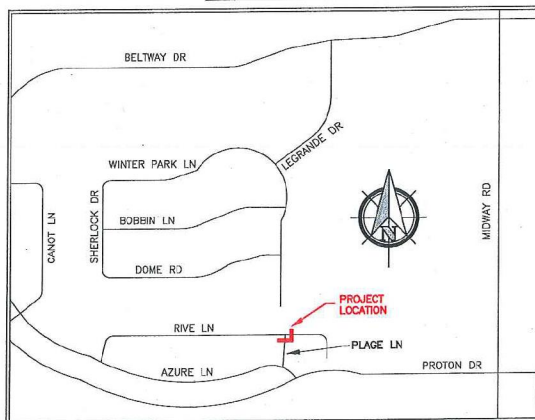 BELTWAY DR
LEGRANDE DR
WINTER PARK LN
MIDWAY RD
CANOT LN
SHERLOCK DR
BOBBIN LN
N
DOME RD
PROJECT
LOCATION
RIVE LN
PLAGE LN
AZURE LN
PROTON DR